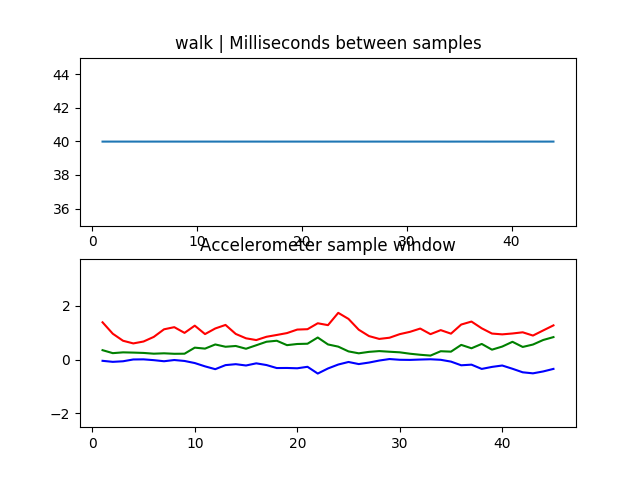 walk | Milliseconds between samples
44
42
40
38
36
0 10 20 30 40
Accelerometer sample window
2
0
−2
0 10 20 30 40